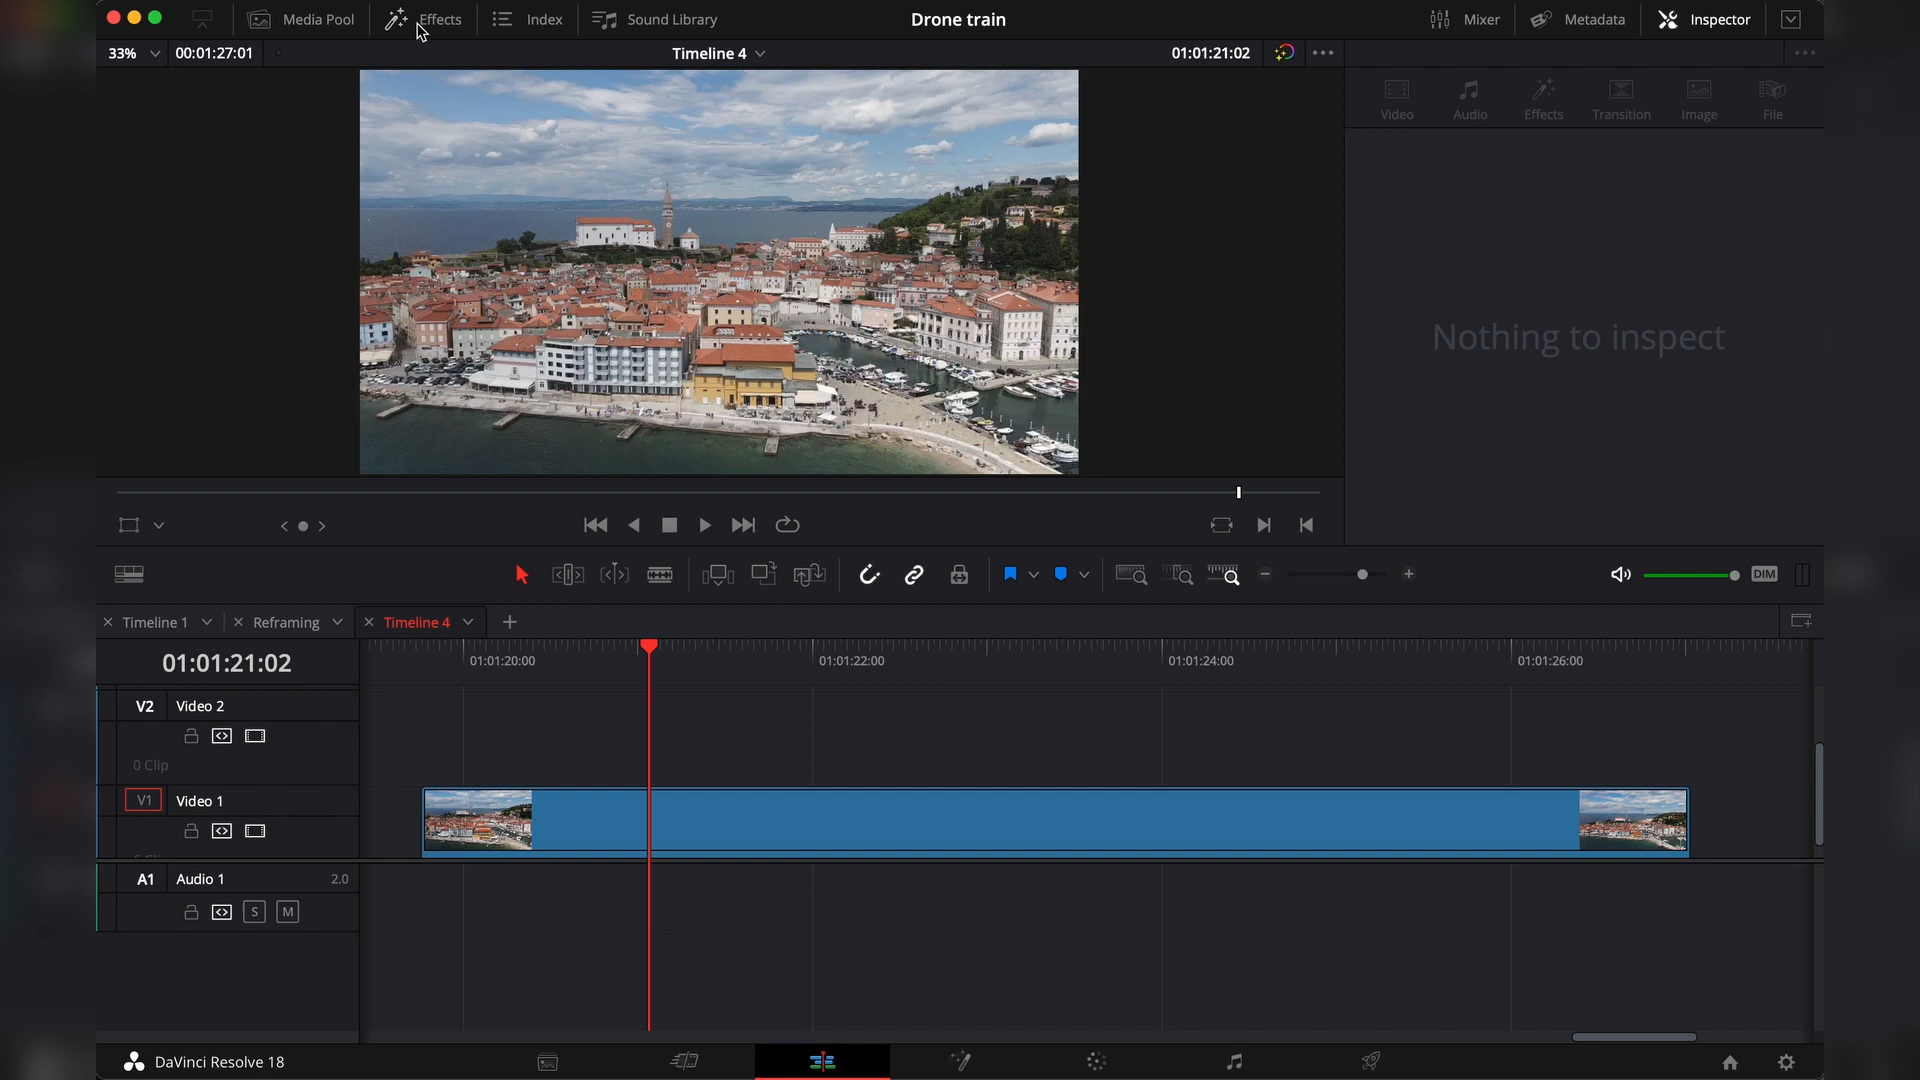 Media Pool
Effects
Index
Sound Library
Drone train
Mixer
Metadata
Inspector
33%
00:01:27:01
Timeline 4
01:01:21:02
Video
Audio
Effects
Transition
Image
File
Nothing to inspect
DIM
Timeline 1
Reframing
Timeline 4
01:01:21:02
01:01:20:00
01:01:22:00
01:01:24:00
01:01:26:00
V2
Video 2
0 Clip
V1
Video 1
A1
Audio 1
2.0
S
M
DaVinci Resolve 18